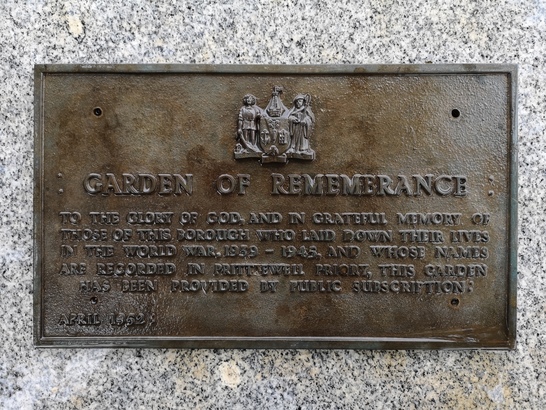 : GARDEN OF REMEMBRANCE :
TO THE GLORY OF GOD, AND IN GRATEFUL MEMORY OF
THOSE OF THIS BOROUGH WHO LAID DOWN THEIR LIVES
IN THE WORLD WAR, 1939 - 1945, AND WHOSE NAMES
ARE RECORDED IN PRITTLEWELL PRIORY, THIS GARDEN
HAS BEEN PROVIDED BY PUBLIC SUBSCRIPTION:
APRIL 1952: